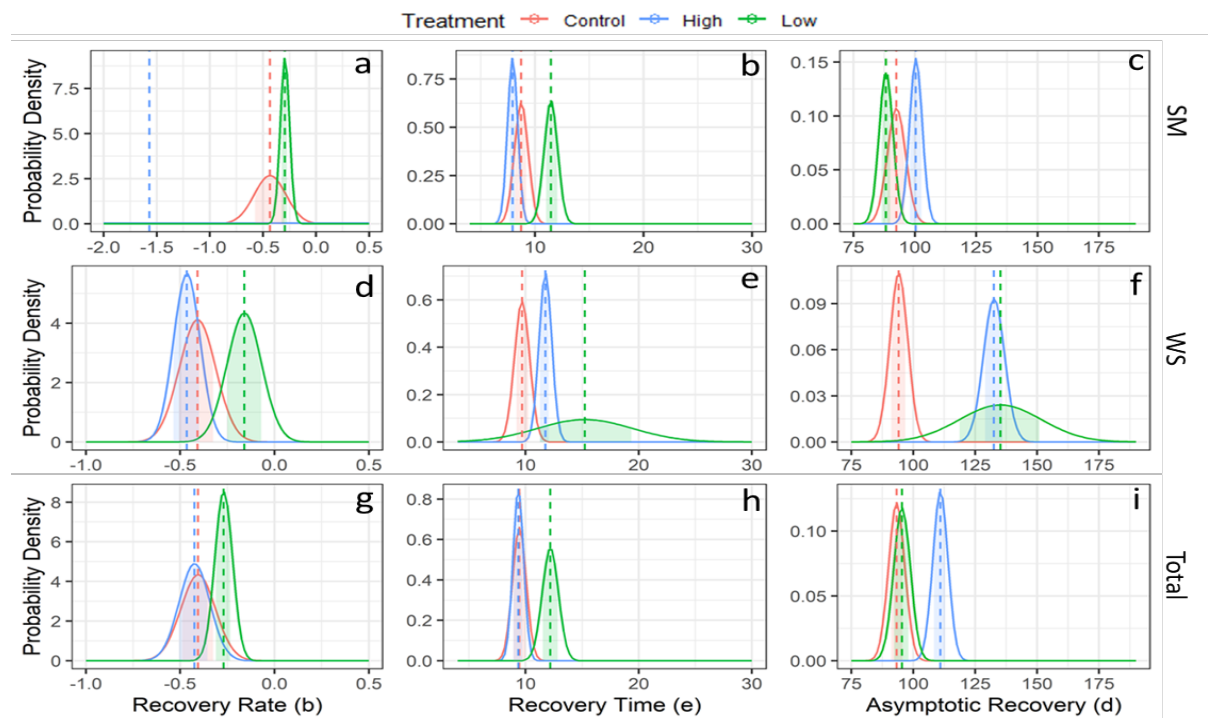 Treatment Control High Low
a b c
Probability Density
7.5
5.0
2.5
0.0
0.75
0.50
0.25
0.00
0.15
0.10
0.05
0.00
SM
-2.0 -1.5 -1.0 -0.5 0.0 0.5
10 20 30
75 100 125 150 175
d e f
Probability Density
4
2
0
0.6
0.4
0.2
0.0
0.09
0.06
0.03
0.00
WS
-1.0 -0.5 0.0 0.5
10 20 30
75 100 125 150 175
g h i
Probability Density
8
6
4
2
0
0.8
0.6
0.4
0.2
0.0
0.10
0.05
0.00
Total
-1.0 -0.5 0.0 0.5
10 20 30
75 100 125 150 175
Recovery Rate (b) Recovery Time (e) Asymptotic Recovery (d)